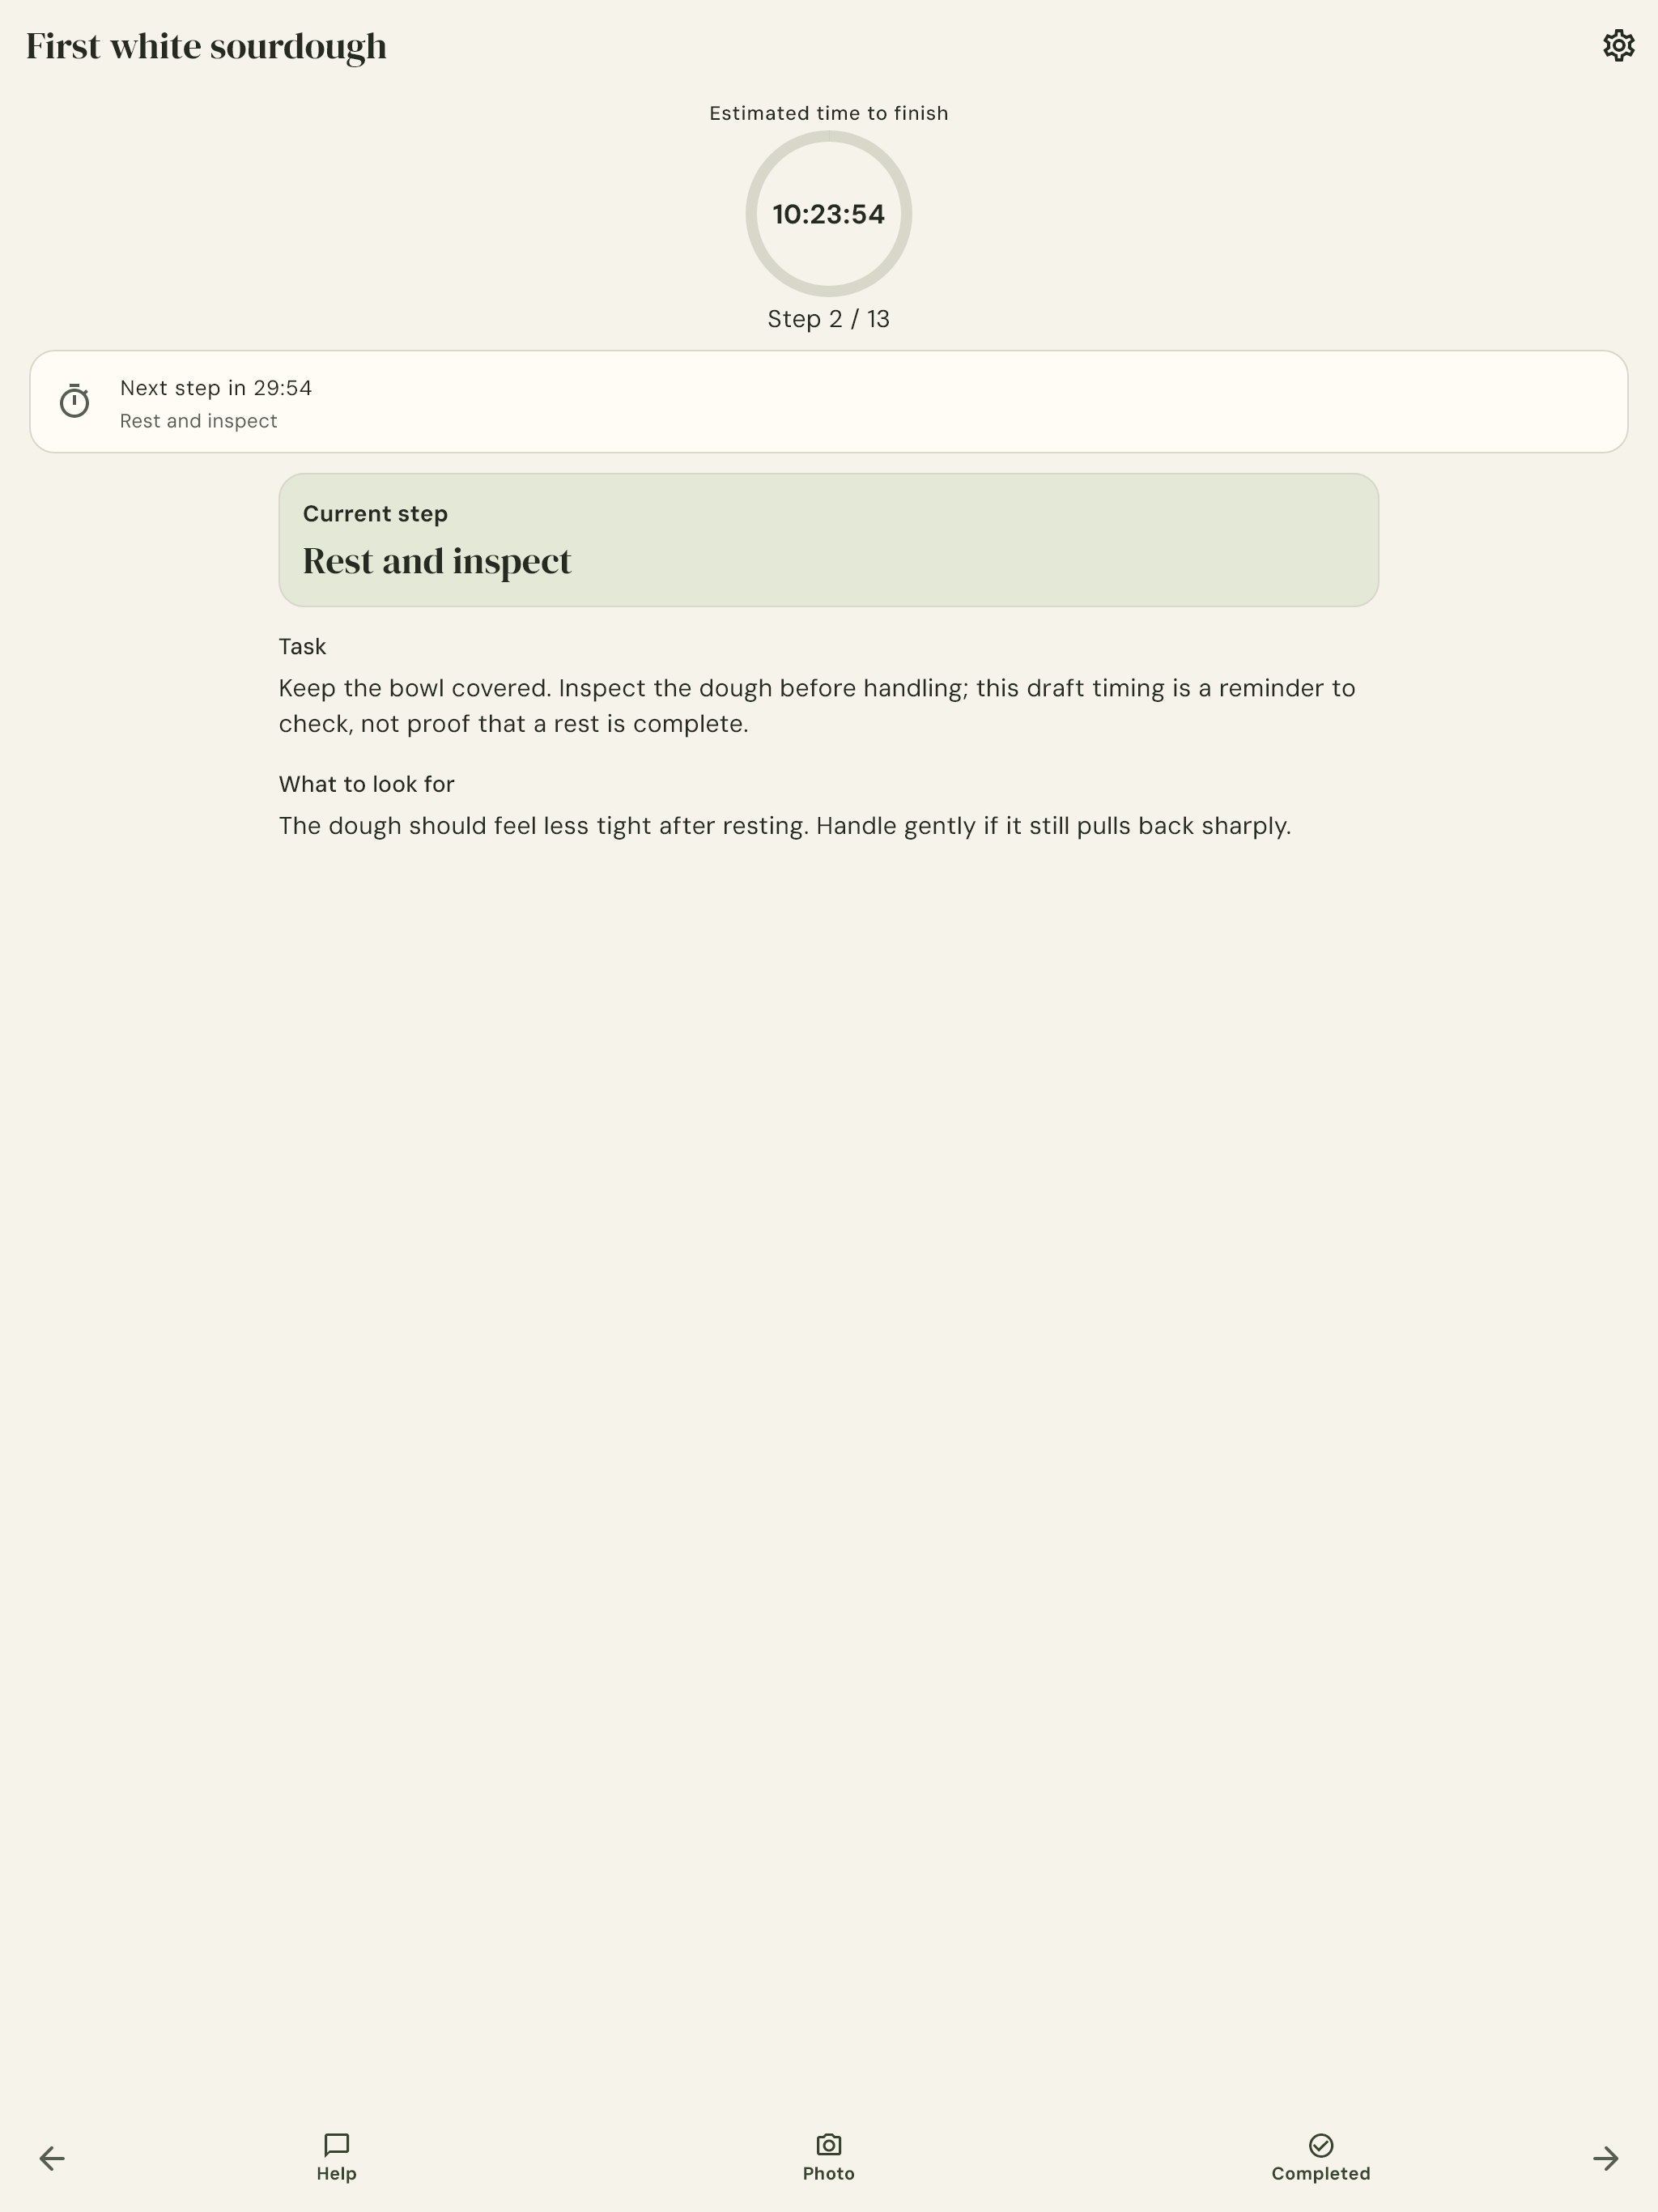 First white sourdough
Estimated time to finish
10:23:54
Step 2 / 13
Next step in 29:54
Rest and inspect
Current step
Rest and inspect
Task
Keep the bowl covered. Inspect the dough before handling; this draft timing is a reminder to
check, not proof that a rest is complete.
What to look for
The dough should feel less tight after resting. Handle gently if it still pulls back sharply.
Help
Photo
Completed